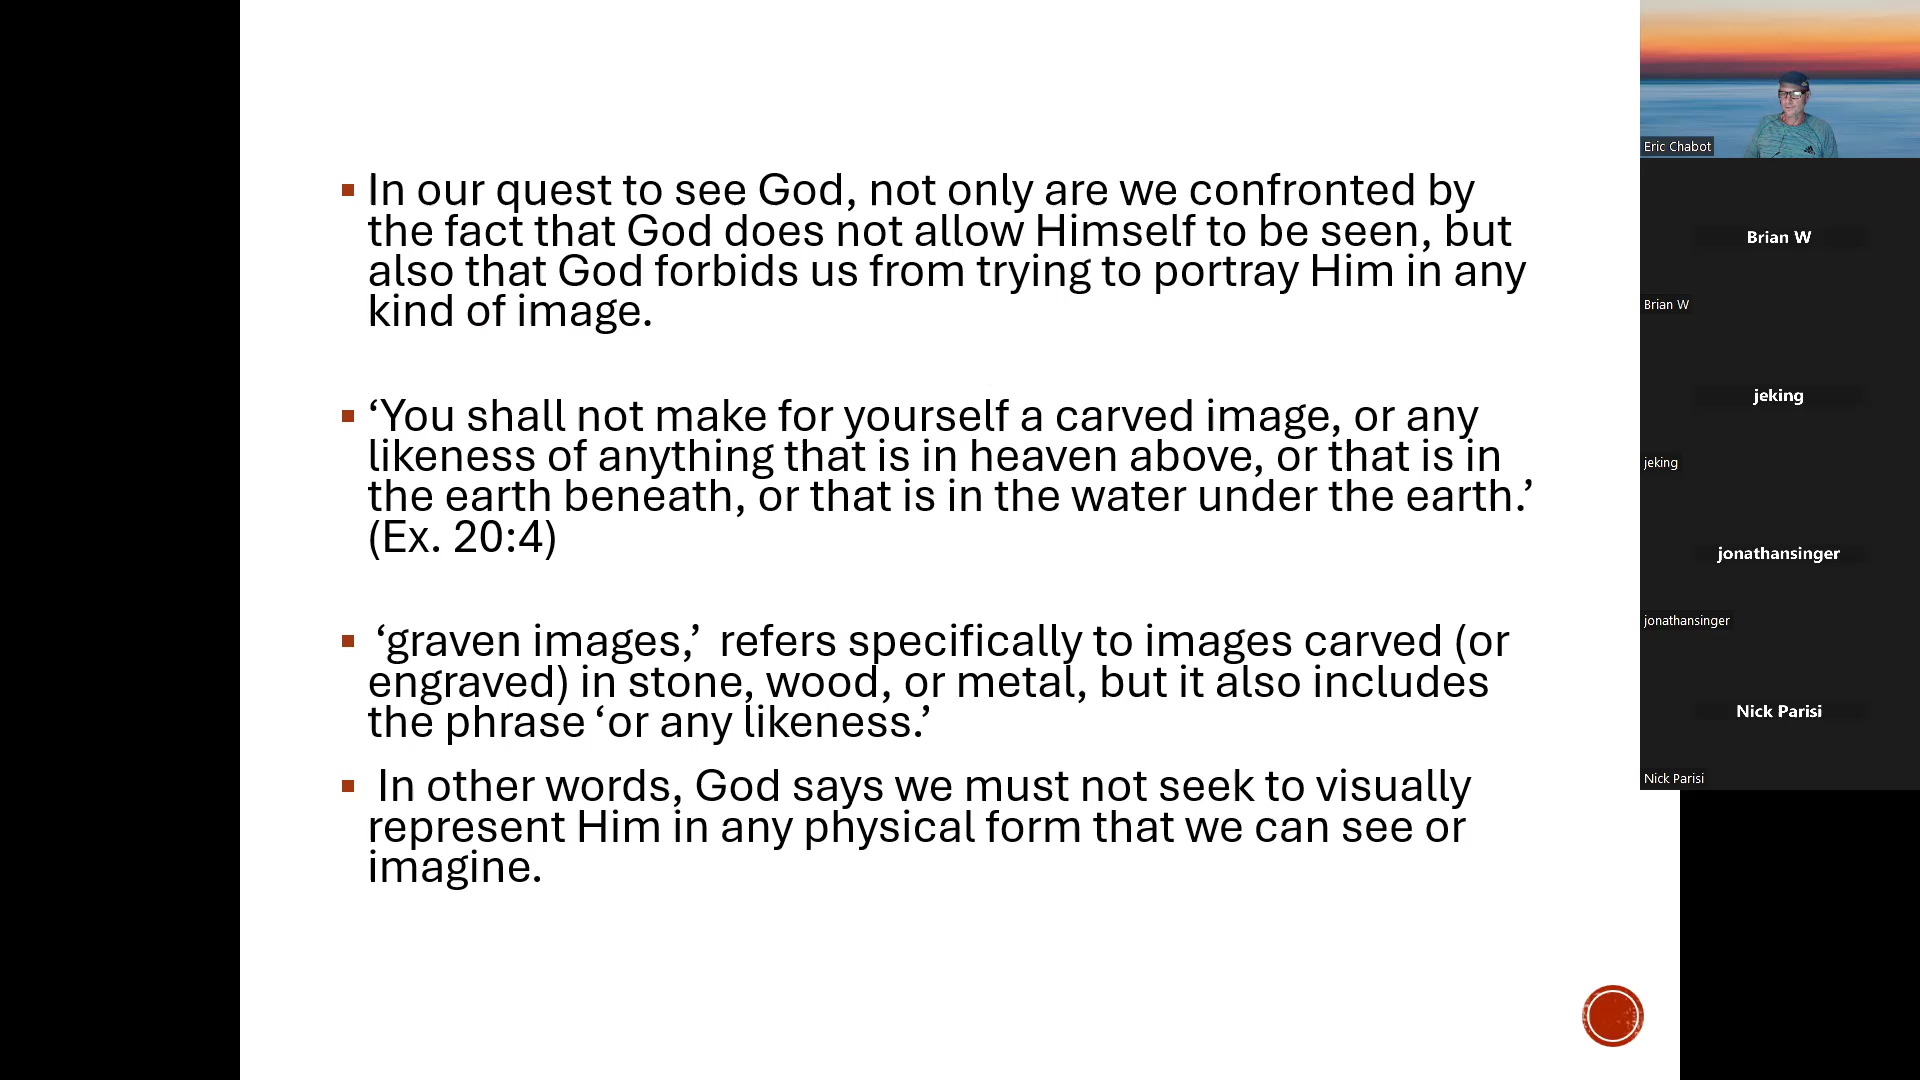 In our quest to see God, not only are we confronted by
the fact that God does not allow Himself to be seen, but
also that God forbids us from trying to portray Him in any
kind of image.
‘You shall not make for yourself a carved image, or any
likeness of anything that is in heaven above, or that is in
the earth beneath, or that is in the water under the earth.’
(Ex. 20:4)
‘graven images,’ refers specifically to images carved (or
engraved) in stone, wood, or metal, but it also includes
the phrase ‘or any likeness.’
In other words, God says we must not seek to visually
represent Him in any physical form that we can see or
imagine.
Eric Chabot
Brian W
Brian W
jeking
jeking
jonathansinger
jonathansinger
Nick Parisi
Nick Parisi